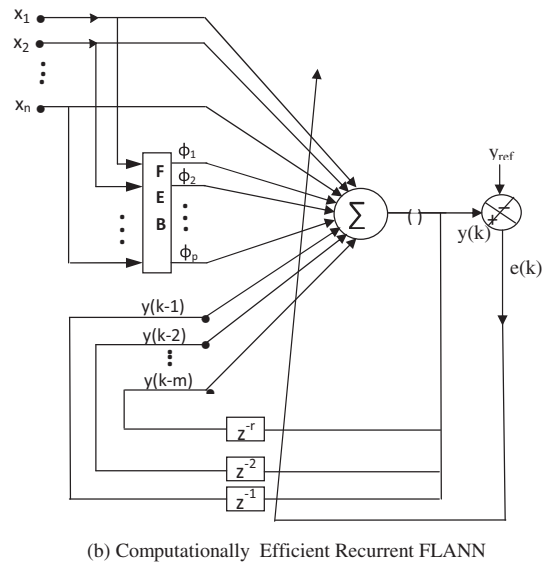 x1
x2
xn
F
E
B
ϕ1
ϕ2
ϕp
Σ
( )
yref
+
−
y(k)
e(k)
y(k-1)
y(k-2)
y(k-m)
z-r
z-2
z-1
(b) Computationally Efficient Recurrent FLANN